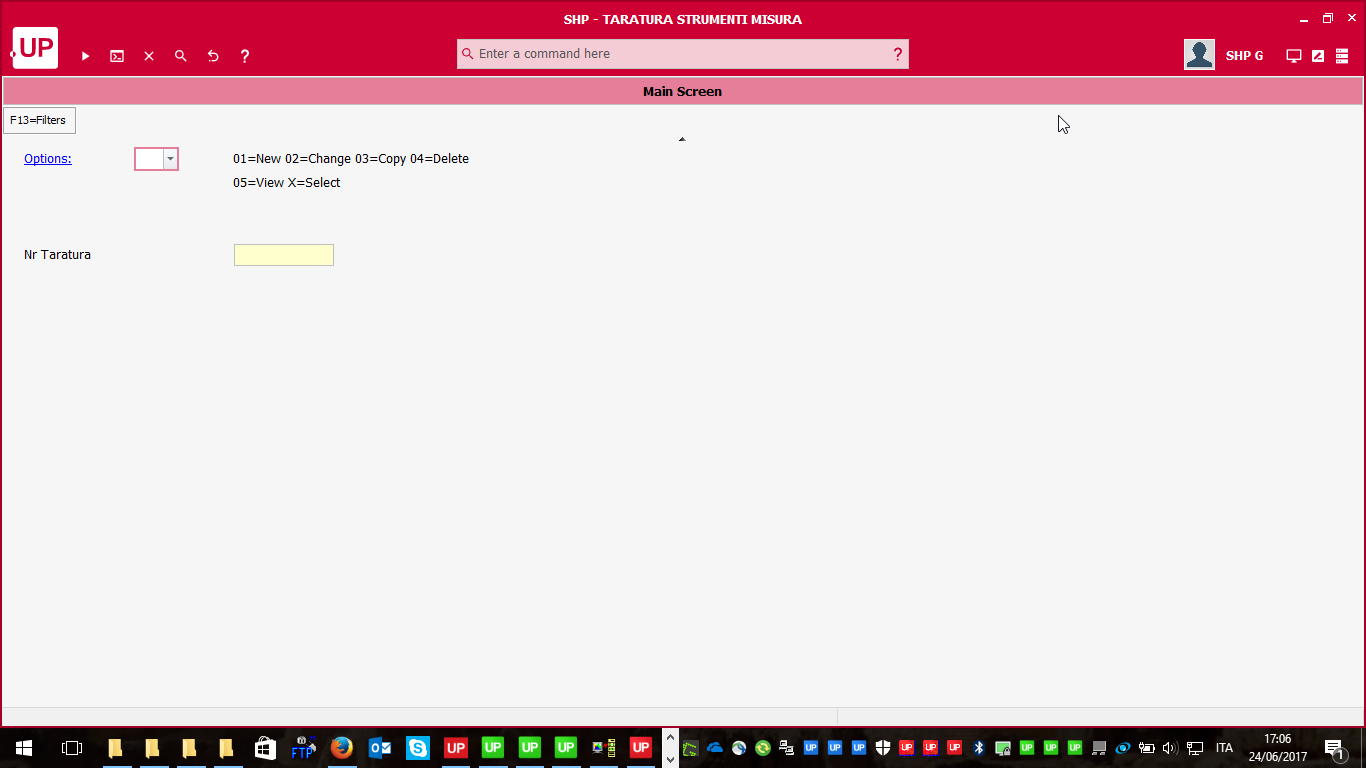 SHP - TARATURA STRUMENTI MISURA
.UP
Enter a command here
?
SHP G
?
Main Screen
F13=Filters
Options:
01=New 02=Change 03=Copy 04=Delete
05=View X=Select
Nr Taratura
FTP
UP
UP
UP
UP
UP
UP
UP
UP
UP
UP
UP
UP
UP
UP
ITA
17:06
24/06/2017
1